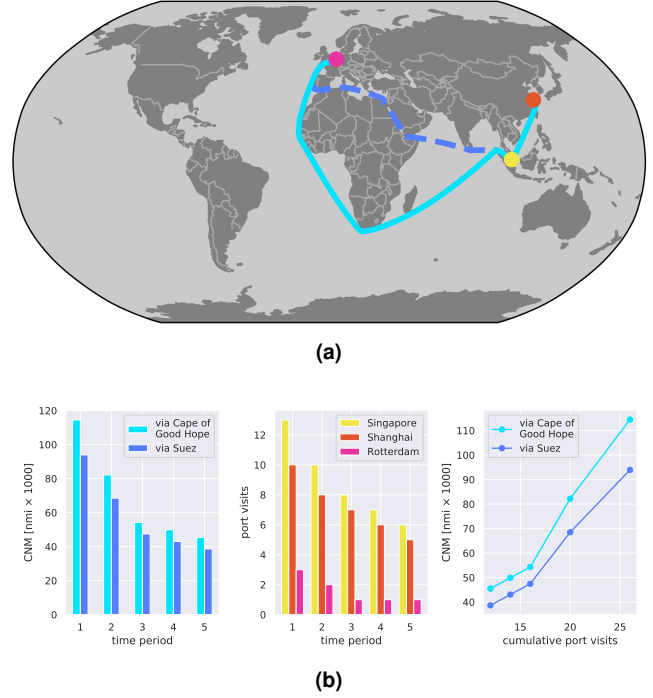 (a)
120
100
80
60
40
20
0
CNM [nmi × 1000]
1 2 3 4 5
time period
via Cape of
Good Hope
via Suez
12
10
8
6
4
2
0
port visits
1 2 3 4 5
time period
Singapore
Shanghai
Rotterdam
110
100
90
80
70
60
50
40
CNM [nmi × 1000]
15 20 25
cumulative port visits
via Cape of
Good Hope
via Suez
(b)